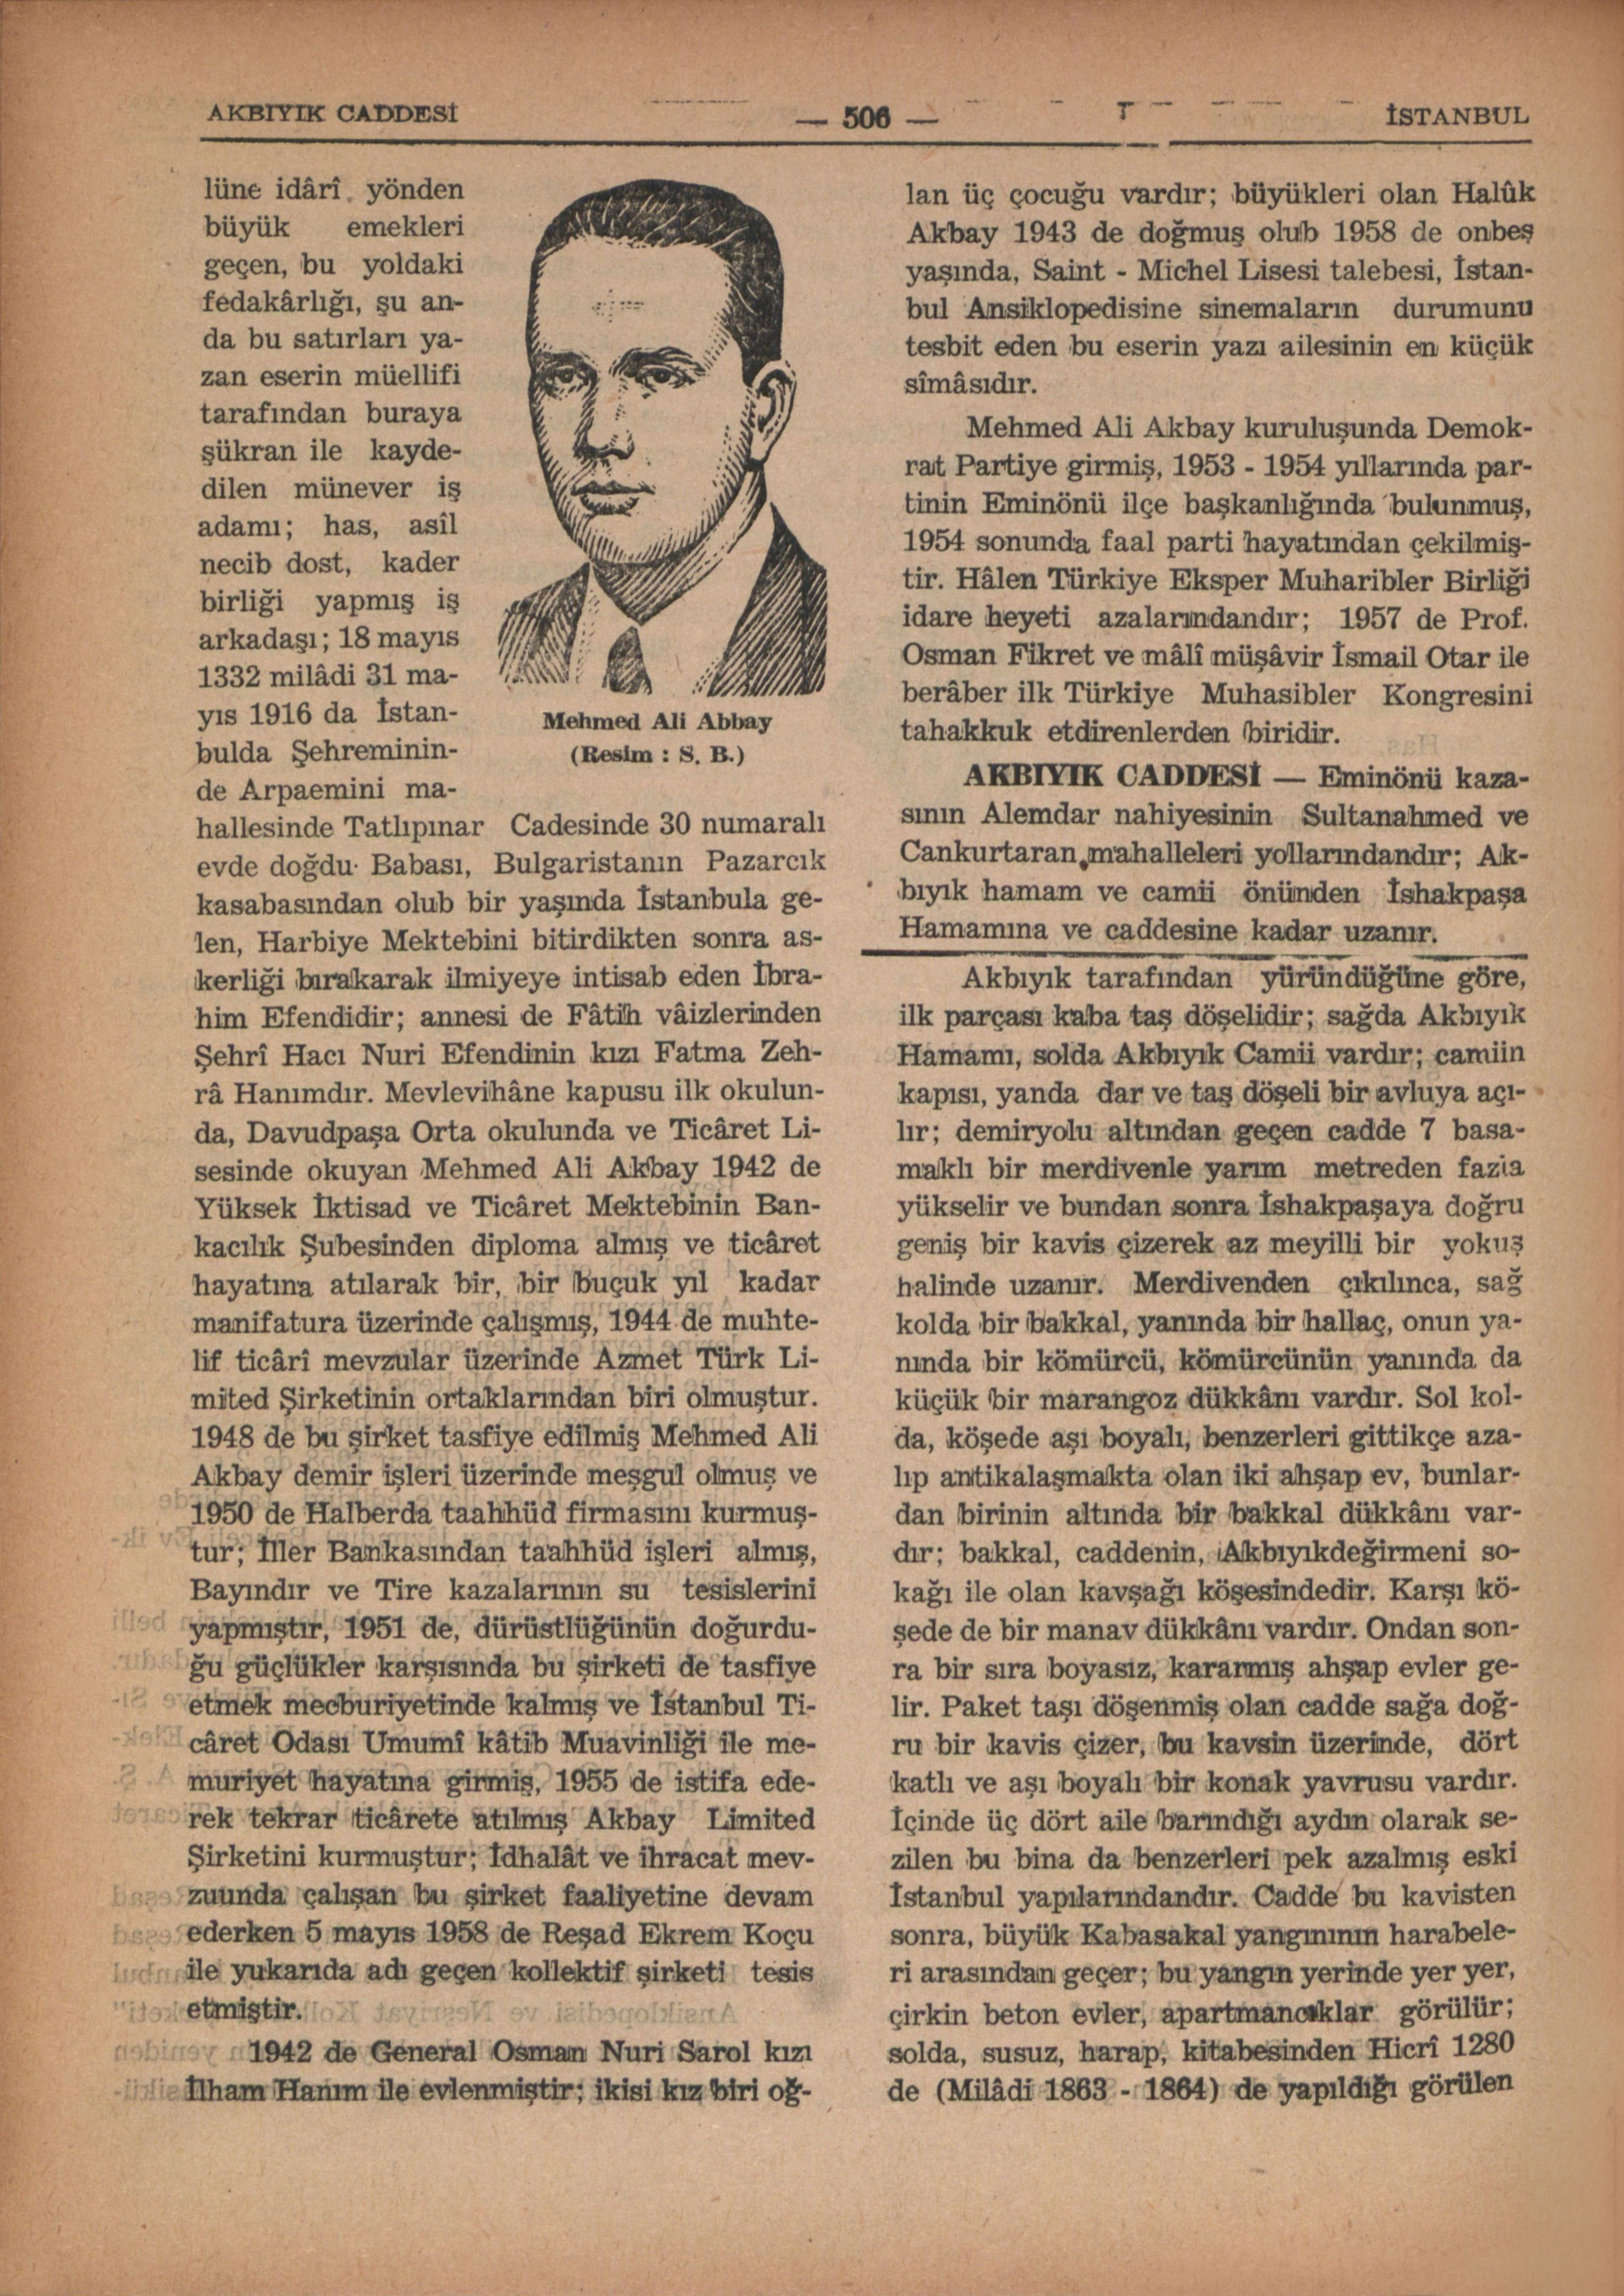 AKBIYIK CADDESİ
— 506 —
İSTANBUL
lüne idârî yönden
büyük emekleri
geçen, bu yoldaki
fedakârlığı, şu an-
da bu satırları ya-
zan eserin müellifi
tarafından buraya
şükran ile kayde-
dilen münever iş
adamı; has, asîl
necib dost, kader
birliği yapmış iş
arkadaşı; 18 mayıs
1332 milâdi 31 ma-
yıs 1916 da İstan-
bulda Şehreminin-
de Arpaemini ma-
hallesinde Tatlıpınar Cadesinde 30 numaralı
evde doğdu. Babası, Bulgaristanın Pazarcık
kasabasından olub bir yaşında İstanbula ge-
len, Harbiye Mektebini bitirdikten sonra as-
kerliği bırakarak ilmiyeye intisab eden İbra-
him Efendidir; annesi de Fâtih vâizlerinden
Şehrî Hacı Nuri Efendinin kızı Fatma Zeh-
râ Hanımdır. Mevlevihâne kapusu ilk okulun-
da, Davudpaşa Orta okulunda ve Ticâret Li-
sesinde okuyan Mehmed Ali Akbay 1942 de
Yüksek İktisad ve Ticâret Mektebinin Ban-
kacılık Şubesinden diploma almış ve ticâret
hayatına atılarak bir, bir buçuk yıl kadar
manifatura üzerinde çalışmış, 1944 de muhte-
lif ticârî mevzular üzerinde Azmet Türk Li-
mited Şirketinin ortaklarından biri olmuştur.
1948 de bu şirket tasfiye edilmiş Mehmed Ali
Akbay demir işleri üzerinde meşgul olmuş ve
1950 de Halberda taahhüd firmasını kurmuş-
tur; İller Bankasından taahhüd işleri almış,
Bayındır ve Tire kazalarının su tesislerini
yapmıştır, 1951 de, dürüstlüğünün doğurdu-
ğu güçlükler karşısında bu şirketi de tasfiye
etmek mecburiyetinde kalmış ve İstanbul Ti-
câret Odası Umumî kâtib Muavinliği ile me-
muriyet hayatına girmiş, 1955 de istifa ede-
rek tekrar ticârete atılmış Akbay Limited
Şirketini kurmuştur; İdhalât ve ihracat mev-
zuunda çalışan bu şirket faaliyetine devam
ederken 5 mayıs 1958 de Reşad Ekrem Koçu
ile yukarıda adı geçen kollektif şirketi tesis
etmiştir.
1942 de General Osman Nuri Sarol kızı
İlham Hanım ile evlenmiştir; ikisi kız biri oğ-
Mehmed Ali Abbay
(Resim : S. B.)
lan üç çocuğu vardır; büyükleri olan Halûk
Akbay 1943 de doğmuş olub 1958 de onbeş
yaşında, Saint - Michel Lisesi talebesi, İstan-
bul Ansiklopedisine sinemaların durumunu
tesbit eden bu eserin yazı ailesinin en küçük
sîmâsıdır.
Mehmed Ali Akbay kuruluşunda Demok-
rat Partiye girmiş, 1953 - 1954 yıllarında par-
tinin Eminönü ilçe başkanlığında bulunmuş,
1954 sonunda faal parti hayatından çekilmiş-
tir. Hâlen Türkiye Eksper Muharibler Birliği
idare heyeti azalarındandır; 1957 de Prof.
Osman Fikret ve mâlî müşâvir İsmail Otar ile
berâber ilk Türkiye Muhasibler Kongresini
tahakkuk etdirenlerden biridir.
AKBIYIK CADDESİ — Eminönü kaza-
sının Alemdar nahiyesinin Sultanahmed ve
Cankurtaran mahalleleri yollarındandır; Ak-
bıyık hamam ve camii önünden İshakpaşa
Hamamına ve caddesine kadar uzanır.
Akbıyık tarafından yüründüğüne göre,
ilk parçası kaba taş döşelidir; sağda Akbıyık
Hamamı, solda Akbıyık Camii vardır; camiin
kapısı, yanda dar ve taş döşeli bir avluya açı-
lır; demiryolu altından geçen cadde 7 basa-
maklı bir merdivenle yarım metreden fazla
yükselir ve bundan sonra İshakpaşaya doğru
geniş bir kavis çizerek az meyilli bir yokuş
halinde uzanır. Merdivenden çıkılınca, sağ
kolda bir bakkal, yanında bir hallaç, onun ya-
nında bir kömürcü, kömürcünün yanında da
küçük bir marangoz dükkânı vardır. Sol kol-
da, köşede aşı boyalı, benzerleri gittikçe aza-
lıp antikalaşmakta olan iki ahşap ev, bunlar-
dan birinin altında bir bakkal dükkânı var-
dır; bakkal, caddenin, Akbıyıkdeğirmeni so-
kağı ile olan kavşağı köşesindedir. Karşı kö-
şede de bir manav dükkânı vardır. Ondan son-
ra bir sıra boyasız, kararmış ahşap evler ge-
lir. Paket taşı döşenmiş olan cadde sağa doğ-
ru bir kavis çizer, bu kavsin üzerinde, dört
katlı ve aşı boyalı bir konak yavrusu vardır.
İçinde üç dört aile barındığı aydın olarak se-
zilen bu bina da benzerleri pek azalmış eski
İstanbul yapılarındandır. Cadde bu kavisten
sonra, büyük Kabasakal yangınının harabele-
ri arasından geçer; bu yangın yerinde yer yer,
çirkin beton evler, apartmancıklar görülür;
solda, susuz, harap, kitabesinden Hicrî 1280
de (Milâdi 1863 - 1864) de yapıldığı görülen